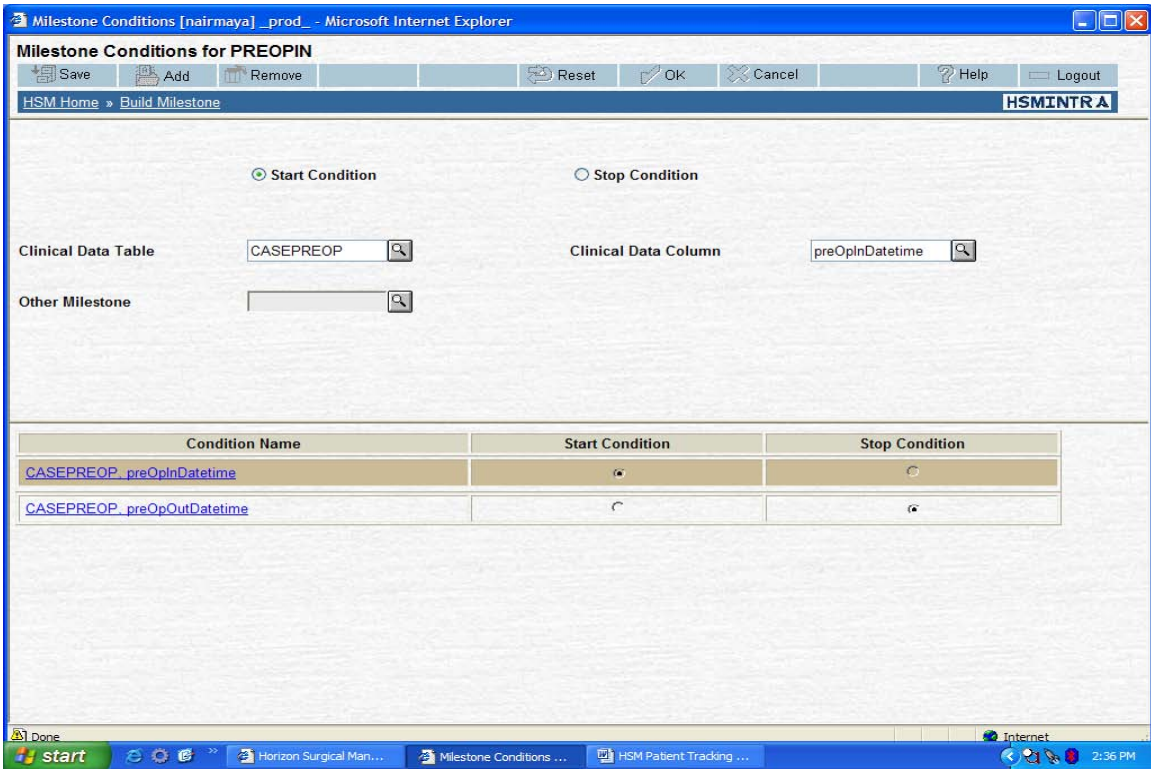 Milestone Conditions [nairmaya] _prod_ - Microsoft Internet Explorer
Milestone Conditions for PREOPIN
Save Add Remove Reset OK Cancel Help Logout
HSM Home » Build Milestone HSMINTRA
Start Condition Stop Condition
Clinical Data Table CASEPREOP Clinical Data Column preOpInDatetime
Other Milestone
Condition Name Start Condition Stop Condition
CASEPREOP. preOpInDatetime
CASEPREOP. preOpOutDatetime
Done Internet
start » Horizon Surgical Man... Milestone Conditions ... HSM Patient Tracking ... 2:36 PM